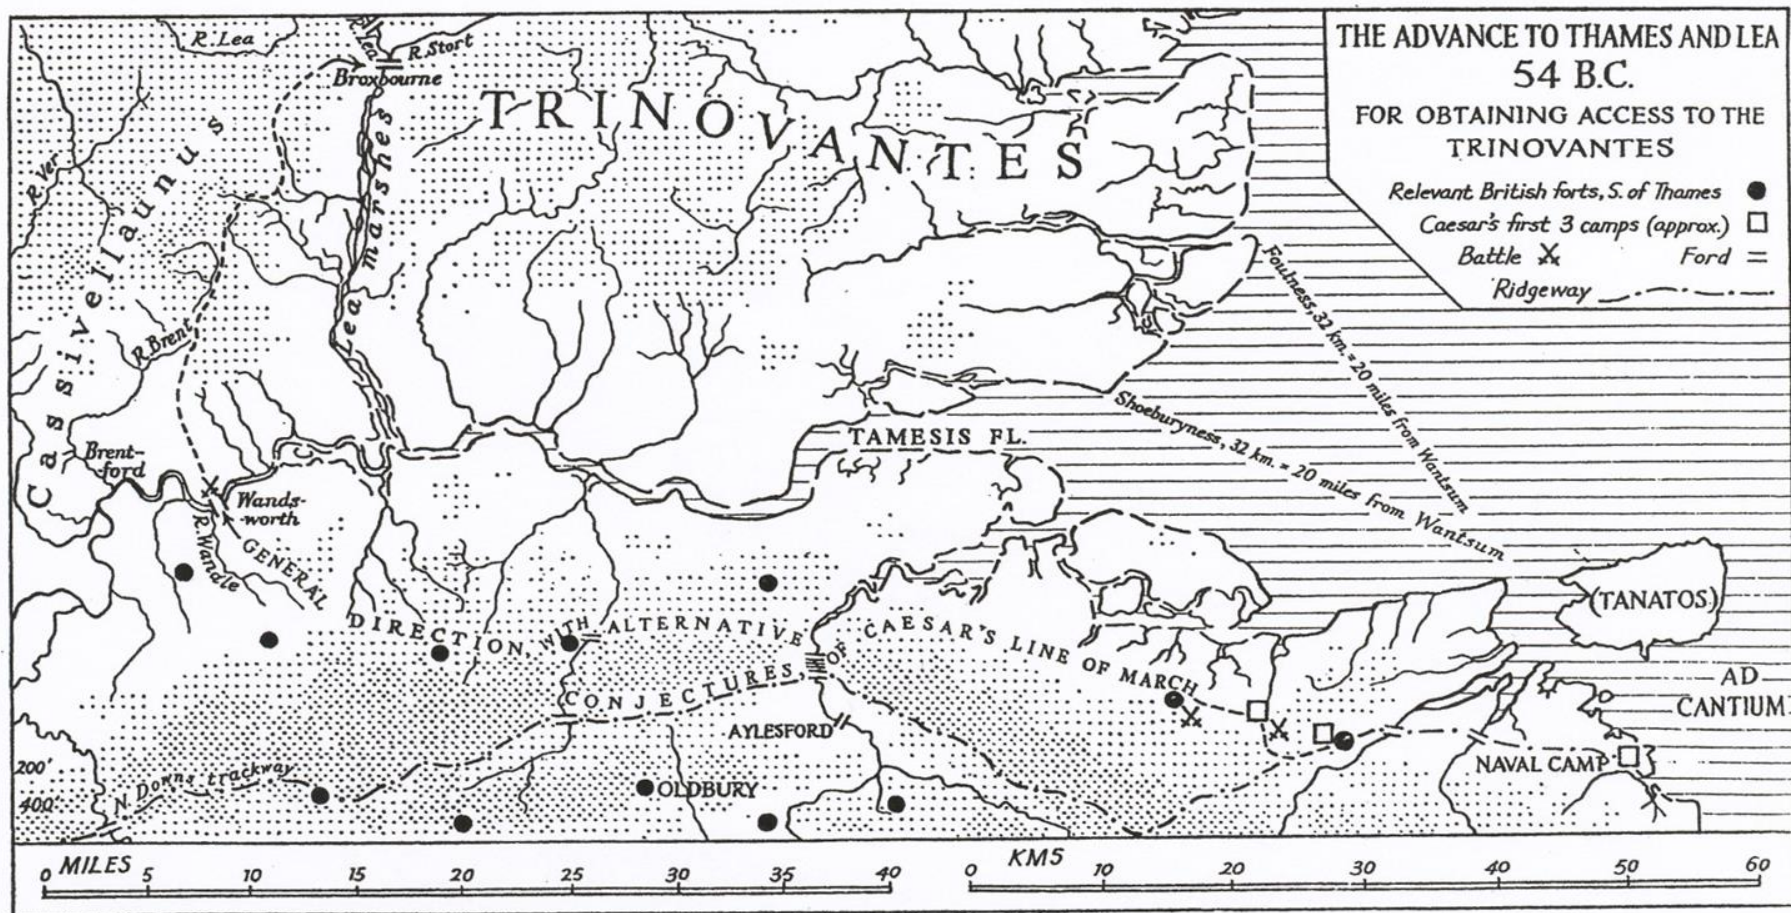 THE ADVANCE TO THAMES AND LEA
54 B.C.
FOR OBTAINING ACCESS TO THE
TRINOVANTES
Relevant British forts, S. of Thames
Caesar's first 3 camps (approx.)
Battle
Ford
Ridgeway
R. Lea
R. Lea
R. Stort
Broxbourne
TRINOVANTES
Lea marshes
R. Ver
Cassivellaunus
R. Brent
Brent-
-ford
Wands-
-worth
R. Wandle
TAMESIS FL.
Foulness, 32 km. = 20 miles from Wantsum
Shoeburyness, 32 km. = 20 miles from Wantsum
(TANATOS)
GENERAL DIRECTION, WITH ALTERNATIVE
CONJECTURES, OF CAESAR'S LINE OF MARCH
AD
CANTIUM
AYLESFORD
NAVAL CAMP
OLDBURY
N. Downs trackway
200'
400'
MILES
0 5 10 15 20 25 30 35 40
KMS
0 10 20 30 40 50 60